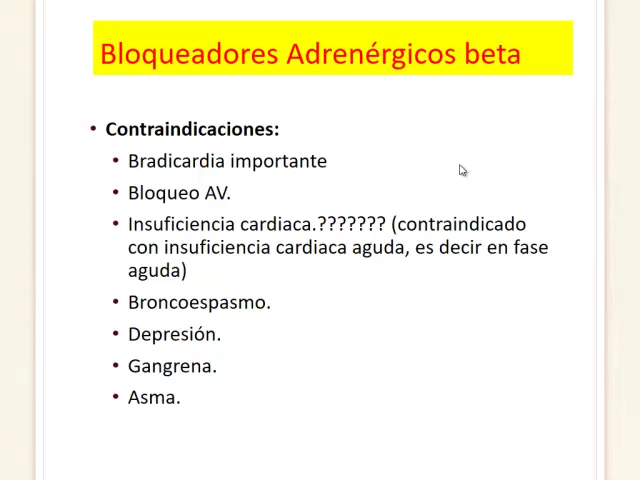 Bloqueadores Adrenérgicos beta
• Contraindicaciones:
• Bradicardia importante
• Bloqueo AV.
• Insuficiencia cardiaca.??????? (contraindicado
con insuficiencia cardiaca aguda, es decir en fase
aguda)
• Broncoespasmo.
• Depresión.
• Gangrena.
• Asma.